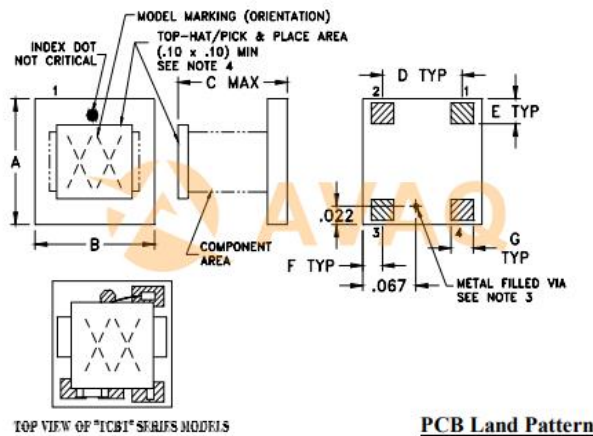 MODEL MARKING (ORIENTATION)
INDEX DOT
NOT CRITICAL
TOP-HAT/PICK & PLACE AREA
(.10 x .10) MIN
SEE NOTE 4
C MAX
D TYP
1
2
1
E TYP
A
AVAQ
.022
B
COMPONENT
AREA
3
4
G
TYP
F TYP
.067
METAL FILLED VIA
SEE NOTE 3
TOP VIEW OF "TCBT" SERIES MODELS
PCB Land Pattern